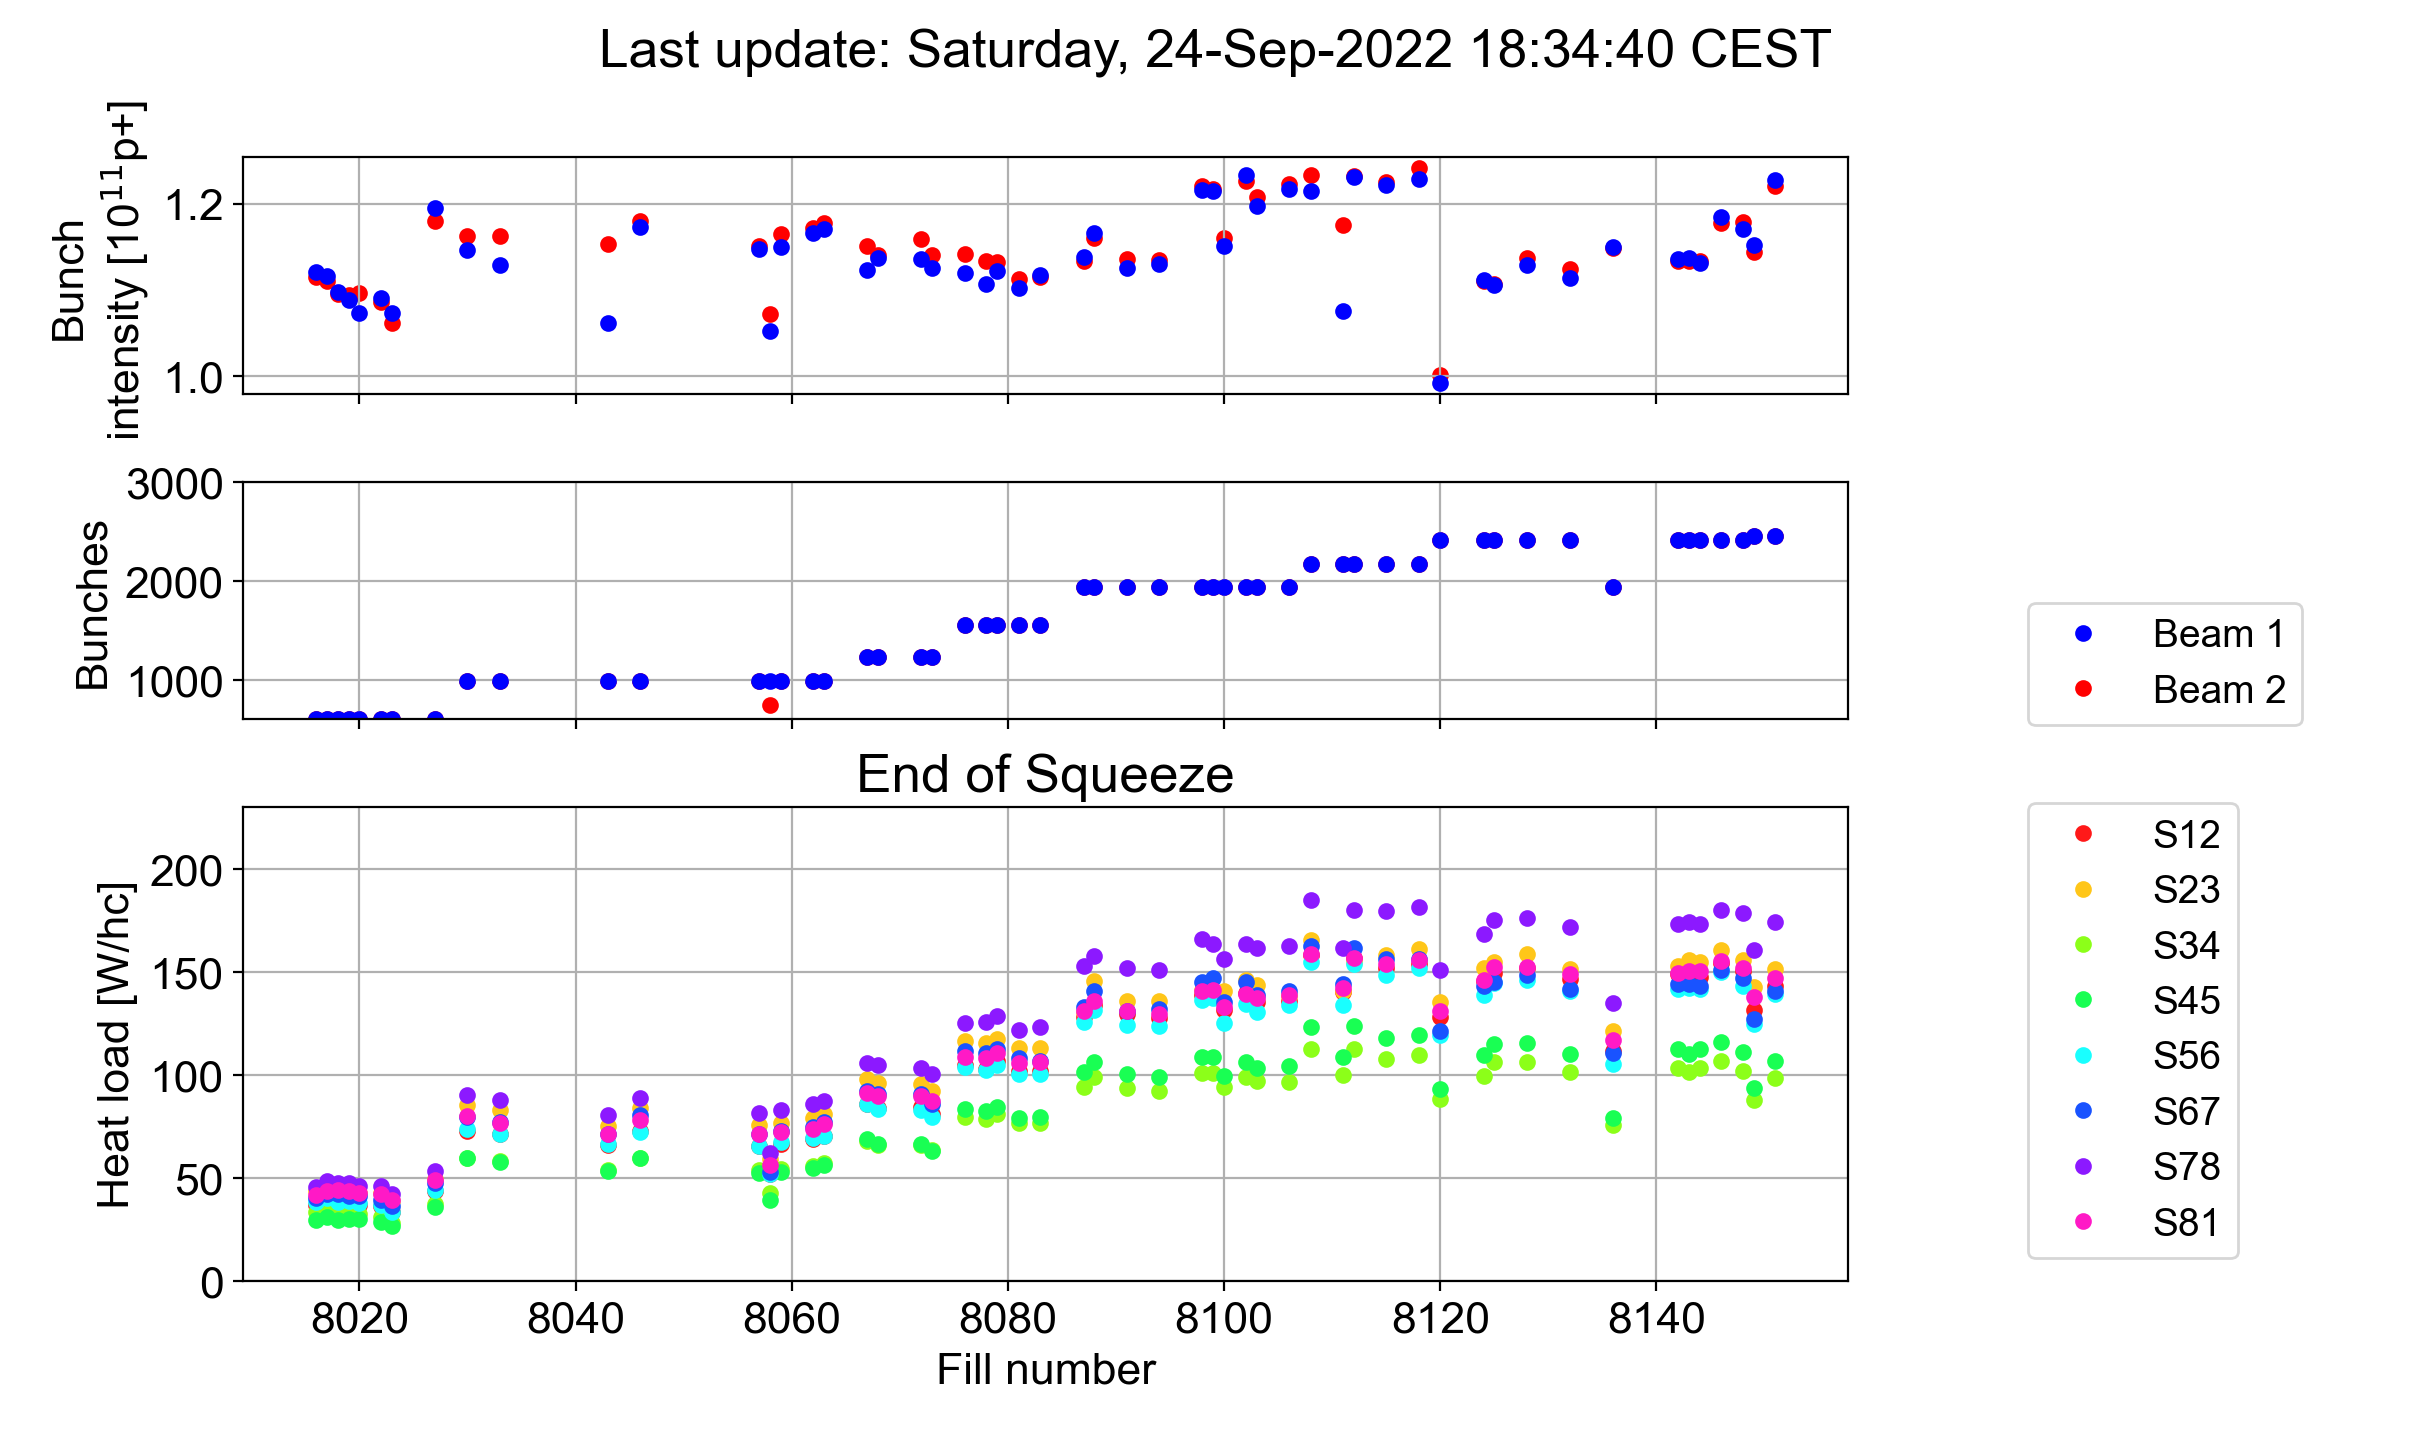 Last update: Saturday, 24-Sep-2022 18:34:40 CEST
Bunch
intensity [10¹¹p+]
1.2
1.0
Bunches
3000
2000
1000
Beam 1
Beam 2
End of Squeeze
Heat load [W/hc]
200
150
100
50
0
S12
S23
S34
S45
S56
S67
S78
S81
8020 8040 8060 8080 8100 8120 8140
Fill number